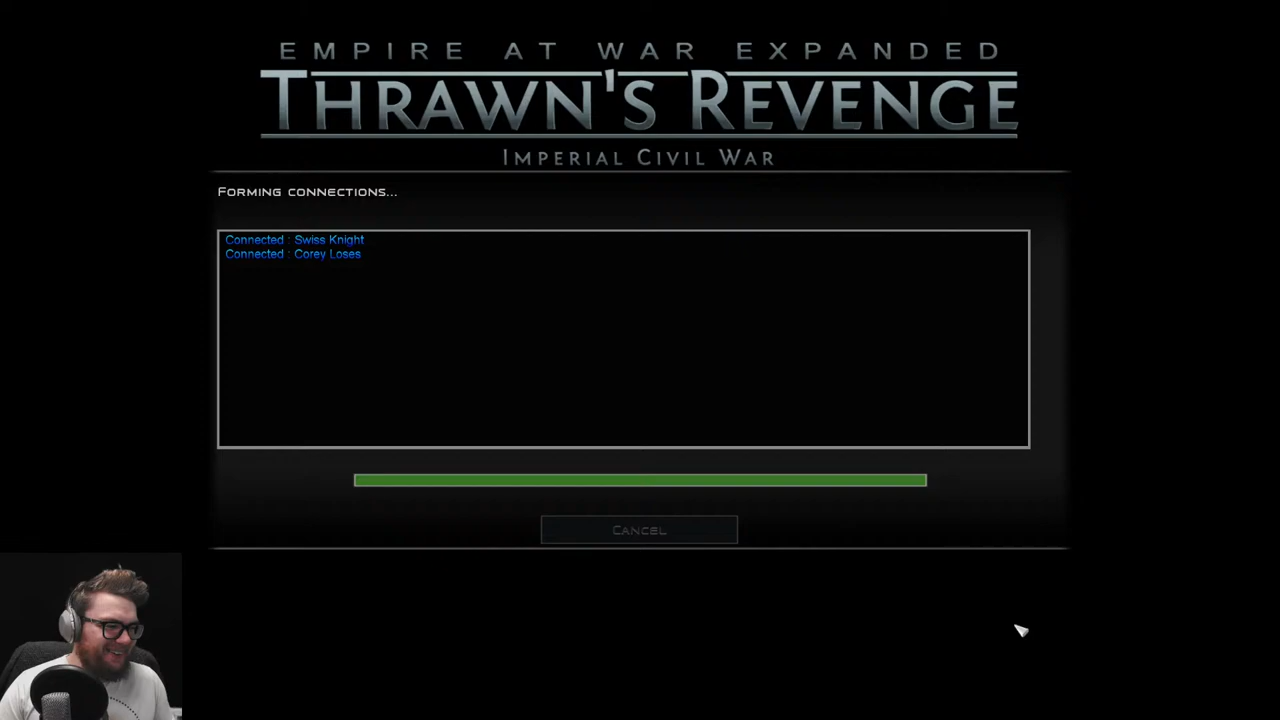 EMPIRE AT WAR EXPANDED
THRAWN'S REVENGE
IMPERIAL CIVIL WAR
FORMING CONNECTIONS...
Connected : Swiss Knight
Connected : Corey Loses
CANCEL